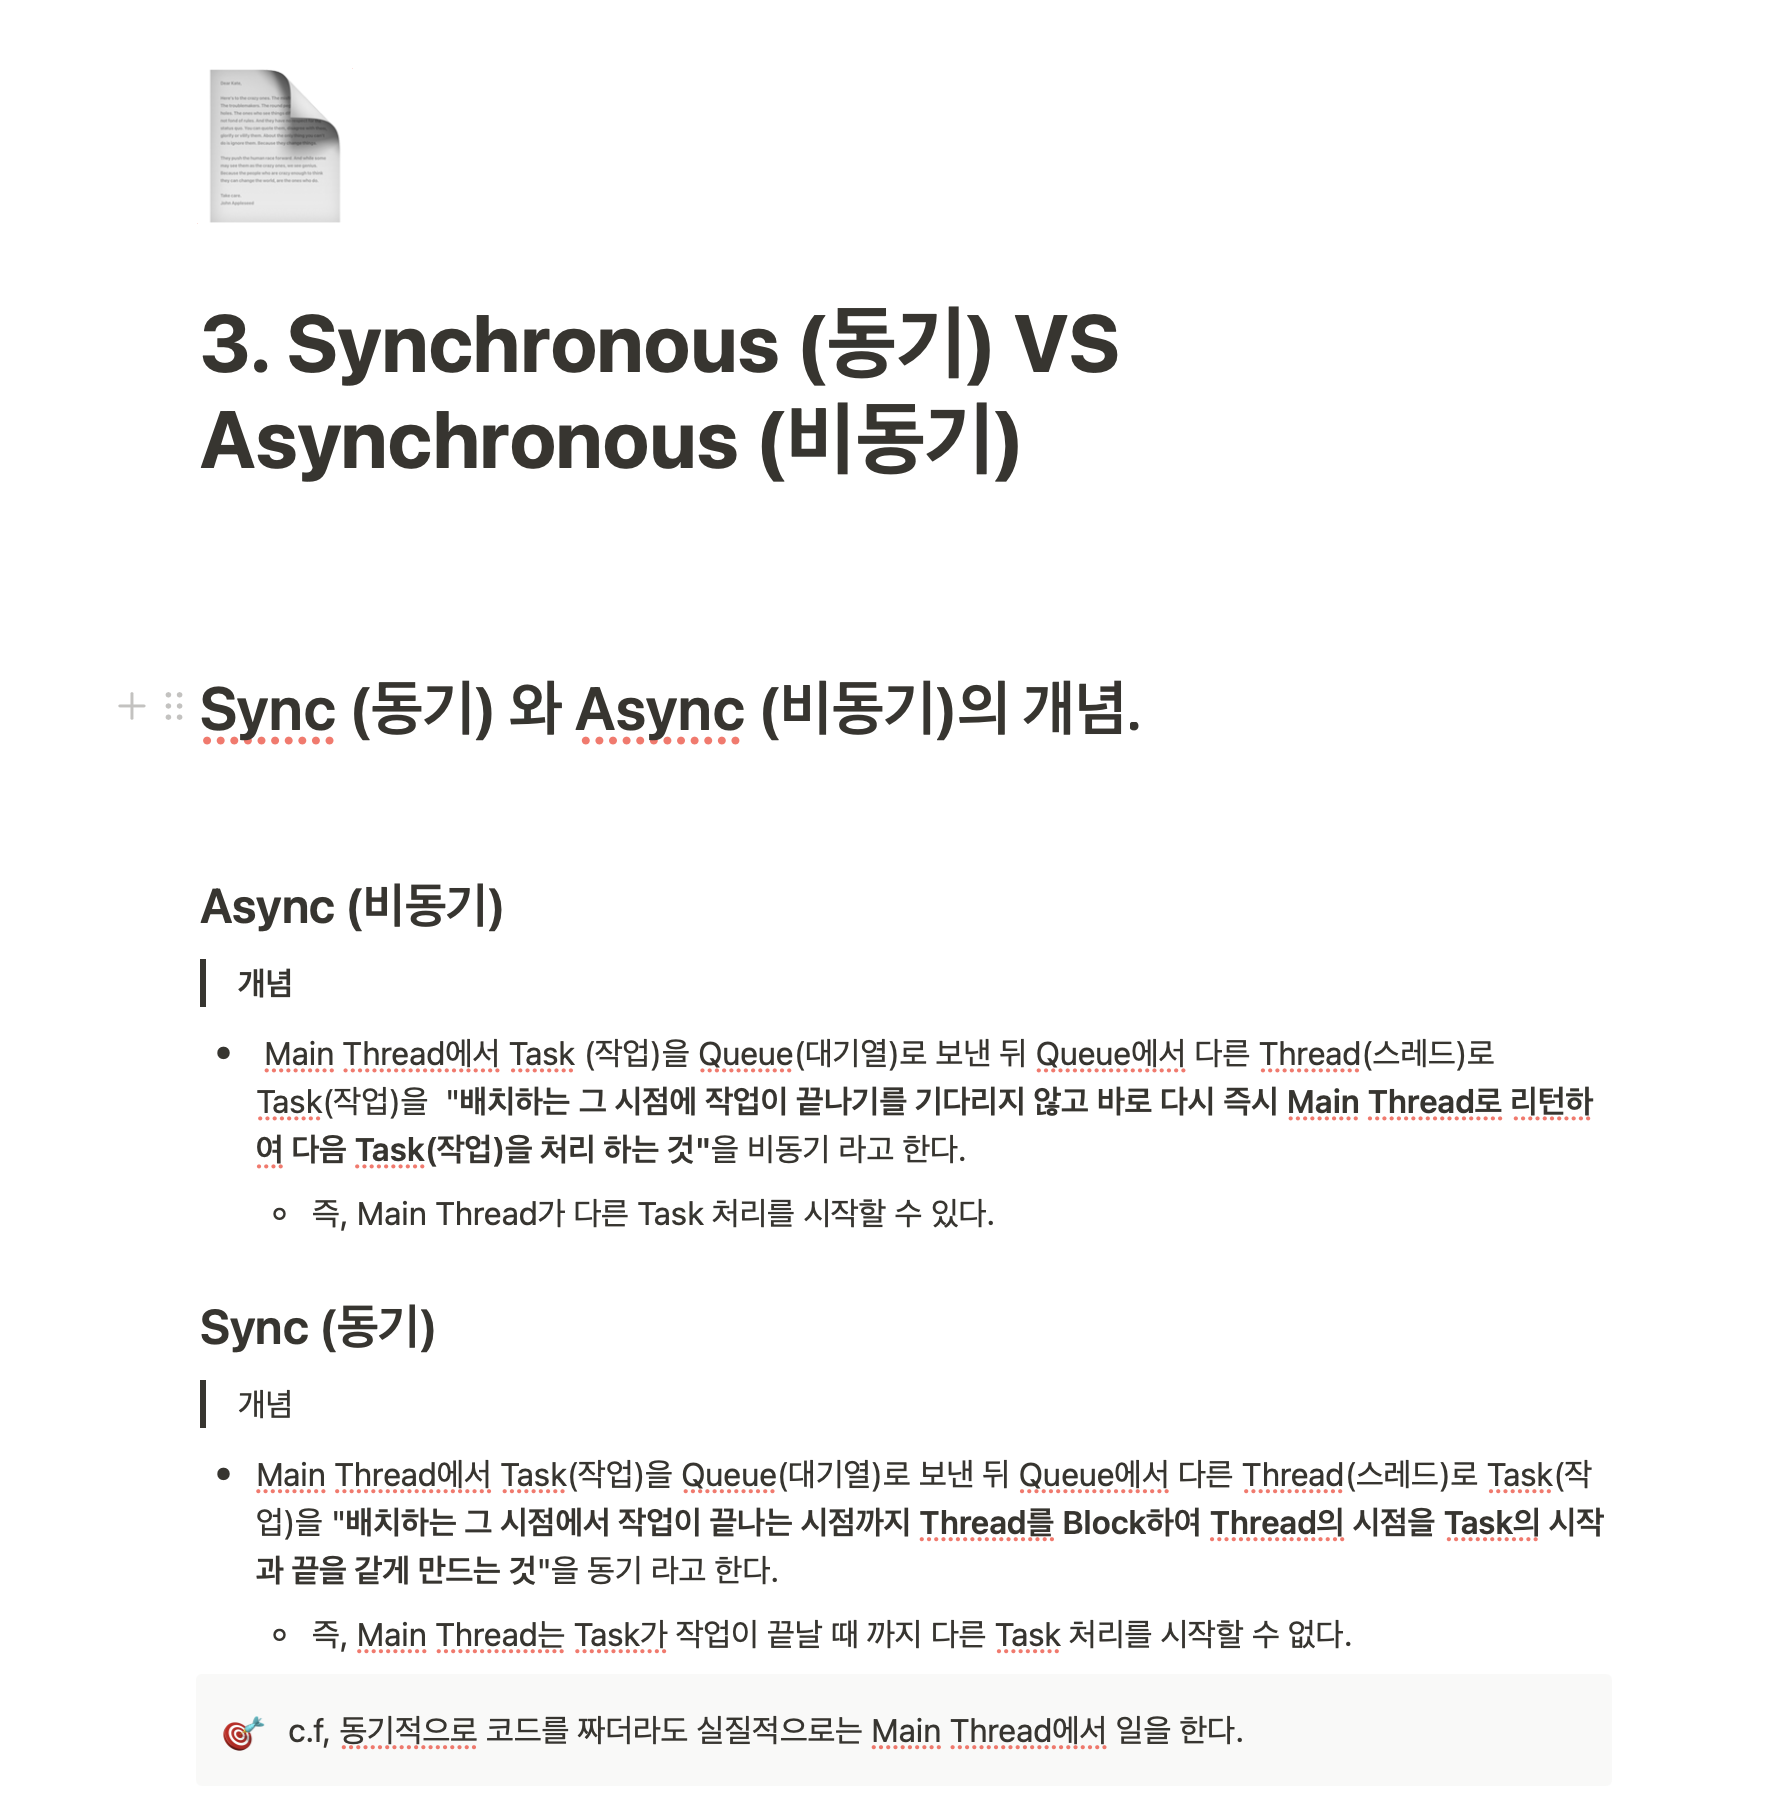 3. Synchronous (동기) VS
Asynchronous (비동기)
Sync (동기) 와 Async (비동기)의 개념.
Async (비동기)
개념
Main Thread에서 Task (작업)을 Queue(대기열)로 보낸 뒤 Queue에서 다른 Thread(스레드)로
Task(작업)을 "배치하는 그 시점에 작업이 끝나기를 기다리지 않고 바로 다시 즉시 Main Thread로 리턴하
여 다음 Task(작업)을 처리 하는 것"을 비동기 라고 한다.
즉, Main Thread가 다른 Task 처리를 시작할 수 있다.
Sync (동기)
개념
Main Thread에서 Task(작업)을 Queue(대기열)로 보낸 뒤 Queue에서 다른 Thread(스레드)로 Task(작
업)을 "배치하는 그 시점에서 작업이 끝나는 시점까지 Thread를 Block하여 Thread의 시점을 Task의 시작
과 끝을 같게 만드는 것"을 동기 라고 한다.
즉, Main Thread는 Task가 작업이 끝날 때 까지 다른 Task 처리를 시작할 수 없다.
c.f, 동기적으로 코드를 짜더라도 실질적으로는 Main Thread에서 일을 한다.